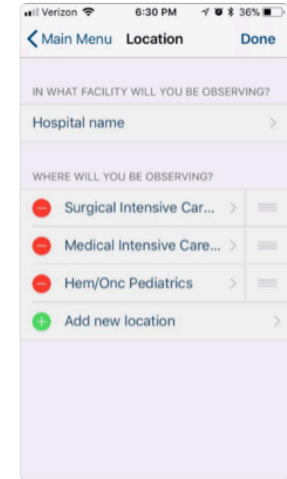 Verizon 6:30 PM 36%
Main Menu Location Done
IN WHAT FACILITY WILL YOU BE OBSERVING?
Hospital name
WHERE WILL YOU BE OBSERVING?
Surgical Intensive Car...
Medical Intensive Care...
Hem/Onc Pediatrics
Add new location